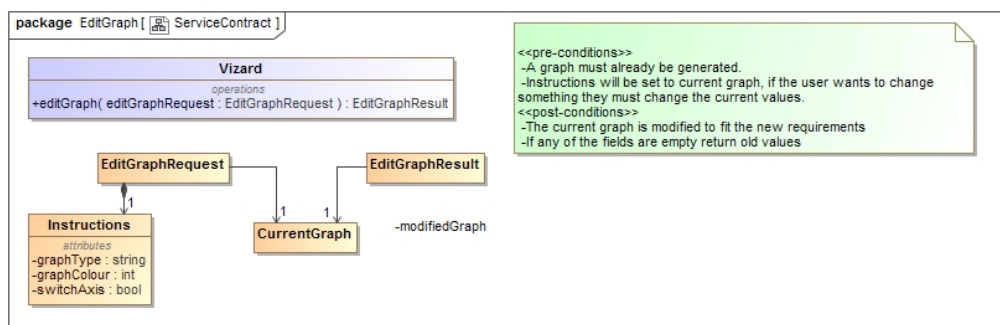 package EditGraph [ ServiceContract ]
Vizard
operations
+editGraph( editGraphRequest : EditGraphRequest ) : EditGraphResult
<<pre-conditions>>
-A graph must already be generated.
-Instructions will be set to current graph, if the user wants to change
something they must change the current values.
<<post-conditions>>
-The current graph is modified to fit the new requirements
-If any of the fields are empty return old values
EditGraphRequest
EditGraphResult
1
1
1
Instructions
attributes
-graphType : string
-graphColour : int
-switchAxis : bool
CurrentGraph
-modifiedGraph